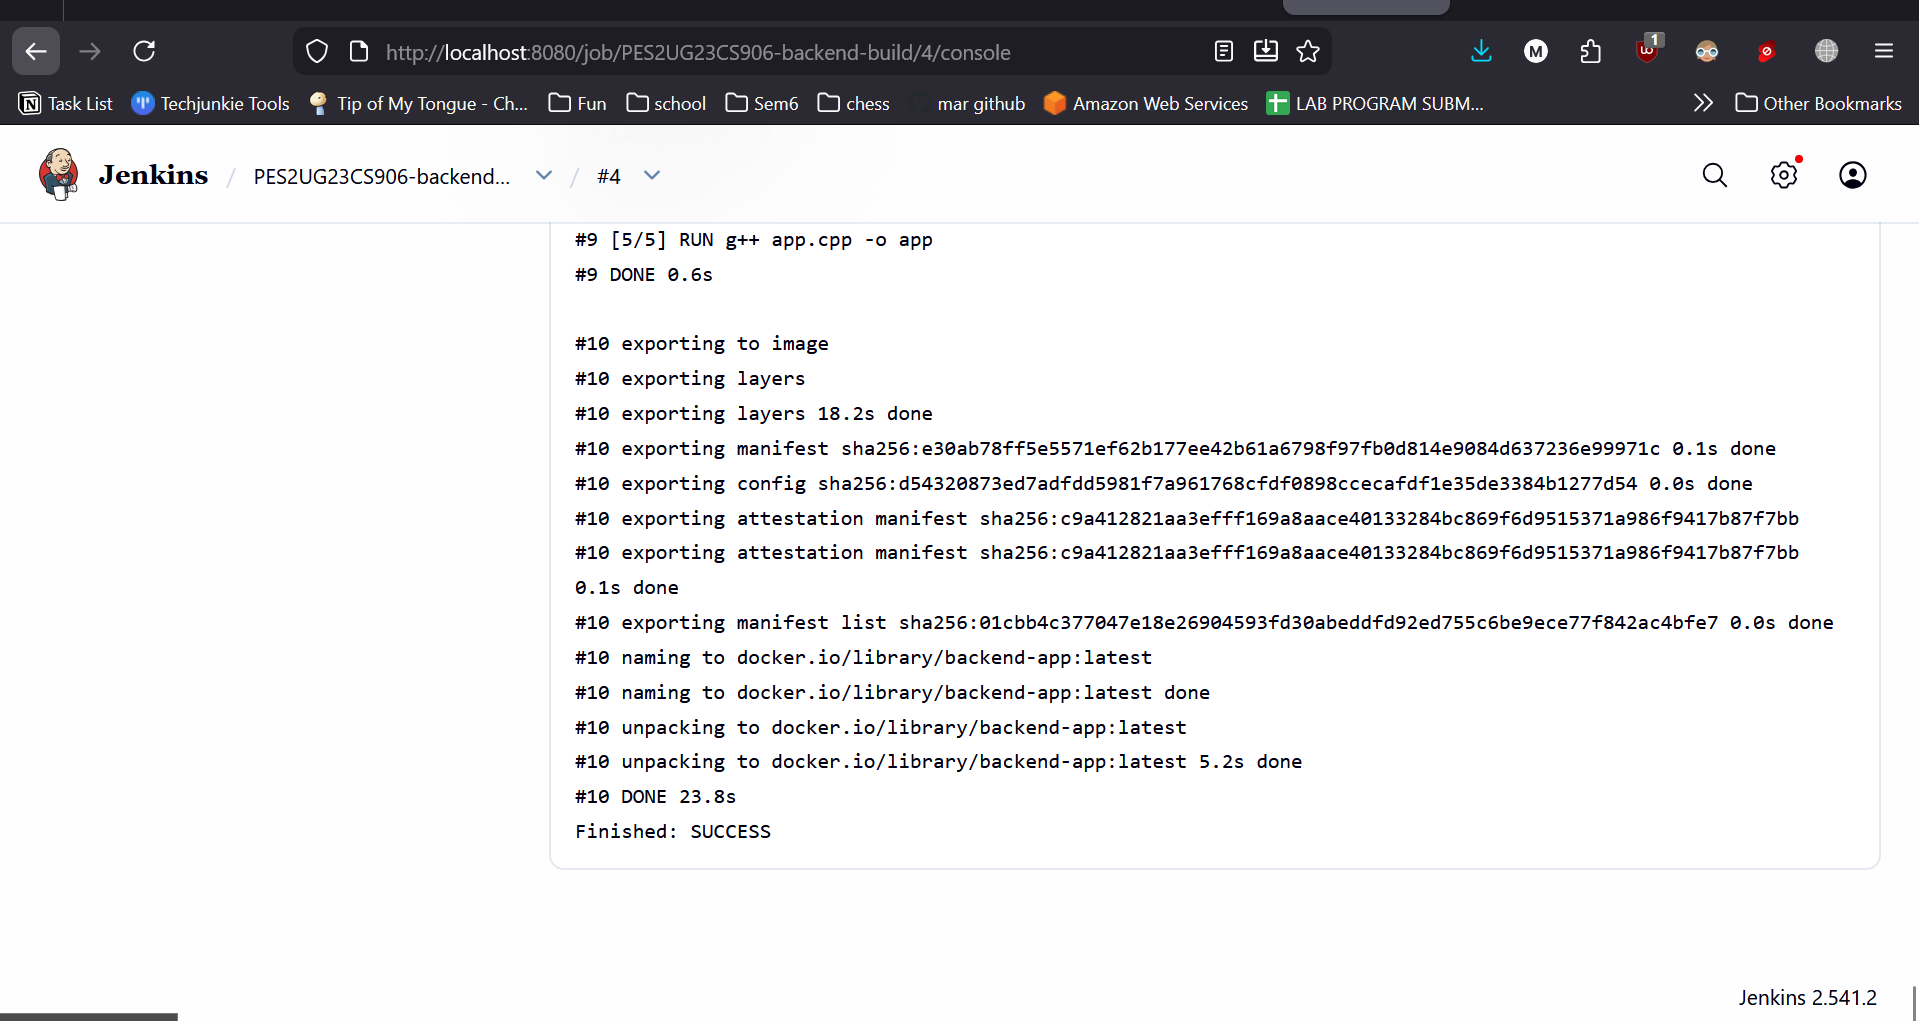 http://localhost:8080/job/PES2UG23CS906-backend-build/4/console
M
1
Task List
Techjunkie Tools
Tip of My Tongue - Ch...
Fun
school
Sem6
chess
mar github
Amazon Web Services
LAB PROGRAM SUBM...
Other Bookmarks
Jenkins / PES2UG23CS906-backend... / #4
#9 [5/5] RUN g++ app.cpp -o app
#9 DONE 0.6s
#10 exporting to image
#10 exporting layers
#10 exporting layers 18.2s done
#10 exporting manifest sha256:e30ab78ff5e5571ef62b177ee42b61a6798f97fb0d814e9084d637236e99971c 0.1s done
#10 exporting config sha256:d54320873ed7adfdd5981f7a961768cfdf0898ccecafdf1e35de3384b1277d54 0.0s done
#10 exporting attestation manifest sha256:c9a412821aa3efff169a8aace40133284bc869f6d9515371a986f9417b87f7bb
#10 exporting attestation manifest sha256:c9a412821aa3efff169a8aace40133284bc869f6d9515371a986f9417b87f7bb
0.1s done
#10 exporting manifest list sha256:01cbb4c377047e18e26904593fd30abeddfd92ed755c6be9ece77f842ac4bfe7 0.0s done
#10 naming to docker.io/library/backend-app:latest
#10 naming to docker.io/library/backend-app:latest done
#10 unpacking to docker.io/library/backend-app:latest
#10 unpacking to docker.io/library/backend-app:latest 5.2s done
#10 DONE 23.8s
Finished: SUCCESS
Jenkins 2.541.2